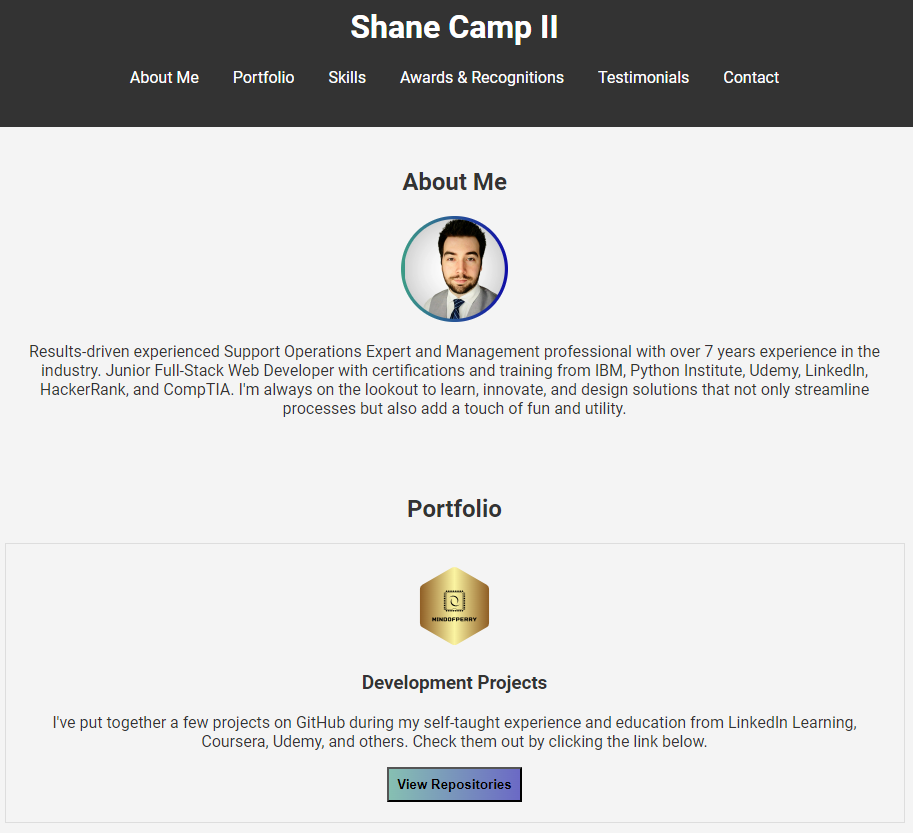 Shane Camp II
About Me Portfolio Skills Awards & Recognitions Testimonials Contact
About Me
Results-driven experienced Support Operations Expert and Management professional with over 7 years experience in the
industry. Junior Full-Stack Web Developer with certifications and training from IBM, Python Institute, Udemy, LinkedIn,
HackerRank, and CompTIA. I'm always on the lookout to learn, innovate, and design solutions that not only streamline
processes but also add a touch of fun and utility.
Portfolio
MINDOFPERRY
Development Projects
I've put together a few projects on GitHub during my self-taught experience and education from LinkedIn Learning,
Coursera, Udemy, and others. Check them out by clicking the link below.
View Repositories